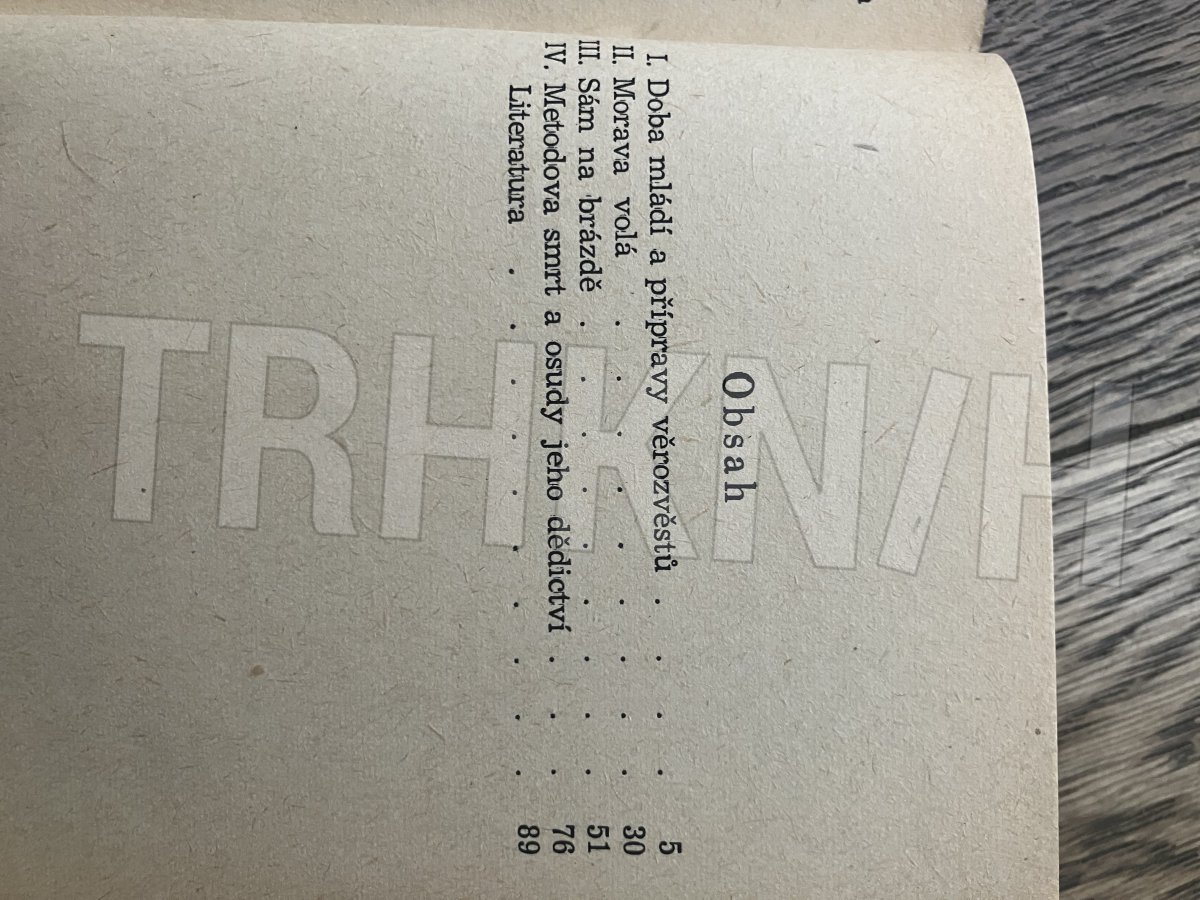 Obsah
I. Doba mládí a přípravy věrozvěstů . . . . 5
II. Morava volá . . . . . . . . . 30
III. Sám na brázdě . . . . . . . . . 51
IV. Metodova smrt a osudy jeho dědictví . . . 76
Literatura . . . . . . . . . . 89
TRHKNIH